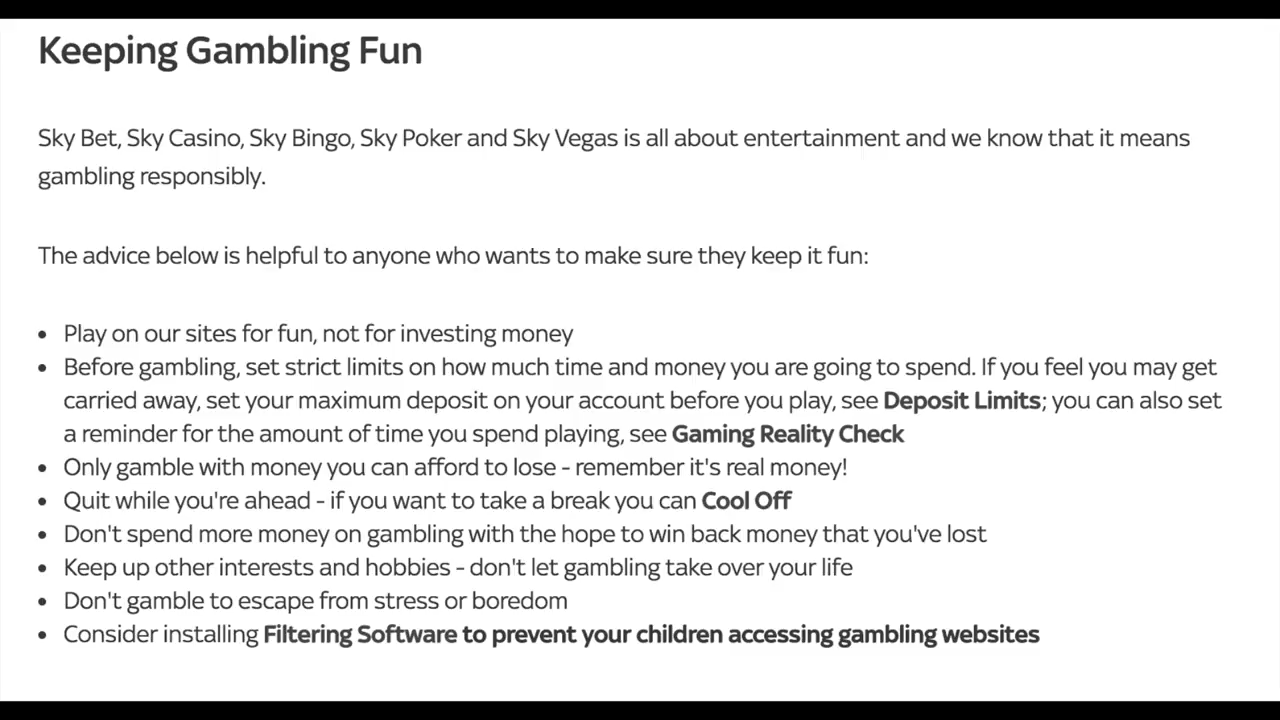 Keeping Gambling Fun
Sky Bet, Sky Casino, Sky Bingo, Sky Poker and Sky Vegas is all about entertainment and we know that it means
gambling responsibly.
The advice below is helpful to anyone who wants to make sure they keep it fun:
• Play on our sites for fun, not for investing money
• Before gambling, set strict limits on how much time and money you are going to spend. If you feel you may get
carried away, set your maximum deposit on your account before you play, see Deposit Limits; you can also set
a reminder for the amount of time you spend playing, see Gaming Reality Check
• Only gamble with money you can afford to lose - remember it's real money!
• Quit while you're ahead - if you want to take a break you can Cool Off
• Don't spend more money on gambling with the hope to win back money that you've lost
• Keep up other interests and hobbies - don't let gambling take over your life
• Don't gamble to escape from stress or boredom
• Consider installing Filtering Software to prevent your children accessing gambling websites